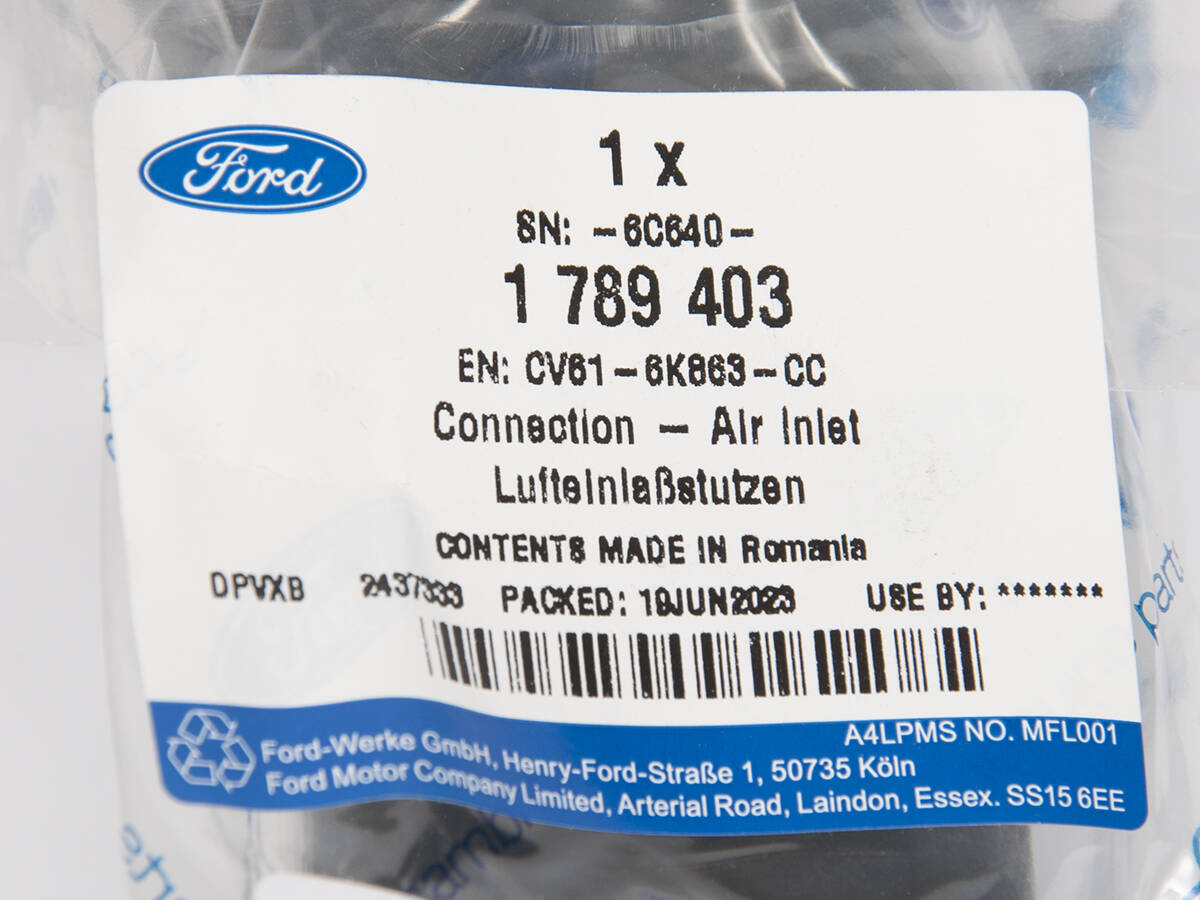 Ford
1 x
SN: -6C640-
1 789 403
EN: CV61-6K863-CC
Connection - Air Inlet
Lufteinlaßstutzen
CONTENTS MADE IN Romania
DPVXB 2437333 PACKED: 19JUN2023 USE BY: *******
A4LPMS NO. MFL001
Ford-Werke GmbH, Henry-Ford-Straße 1, 50735 Köln
Ford Motor Company Limited, Arterial Road, Laindon, Essex. SS15 6EE